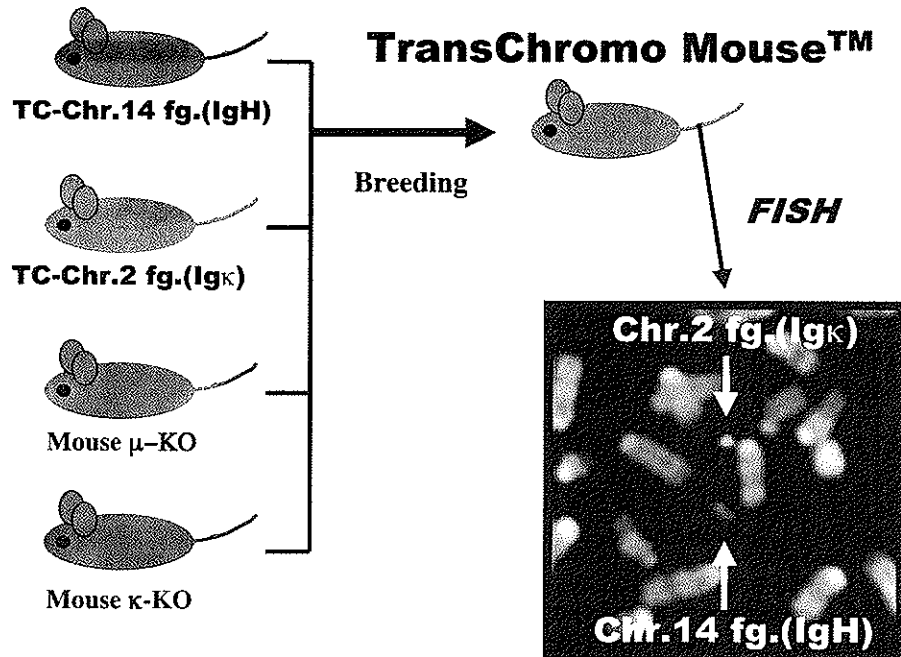 TransChromo Mouse™
TC-Chr.14 fg.(IgH)
Breeding
FISH
TC-Chr.2 fg.(Igκ)
Mouse μ–KO
Mouse κ-KO
Chr.2 fg.(Igκ)
Chr.14 fg.(IgH)